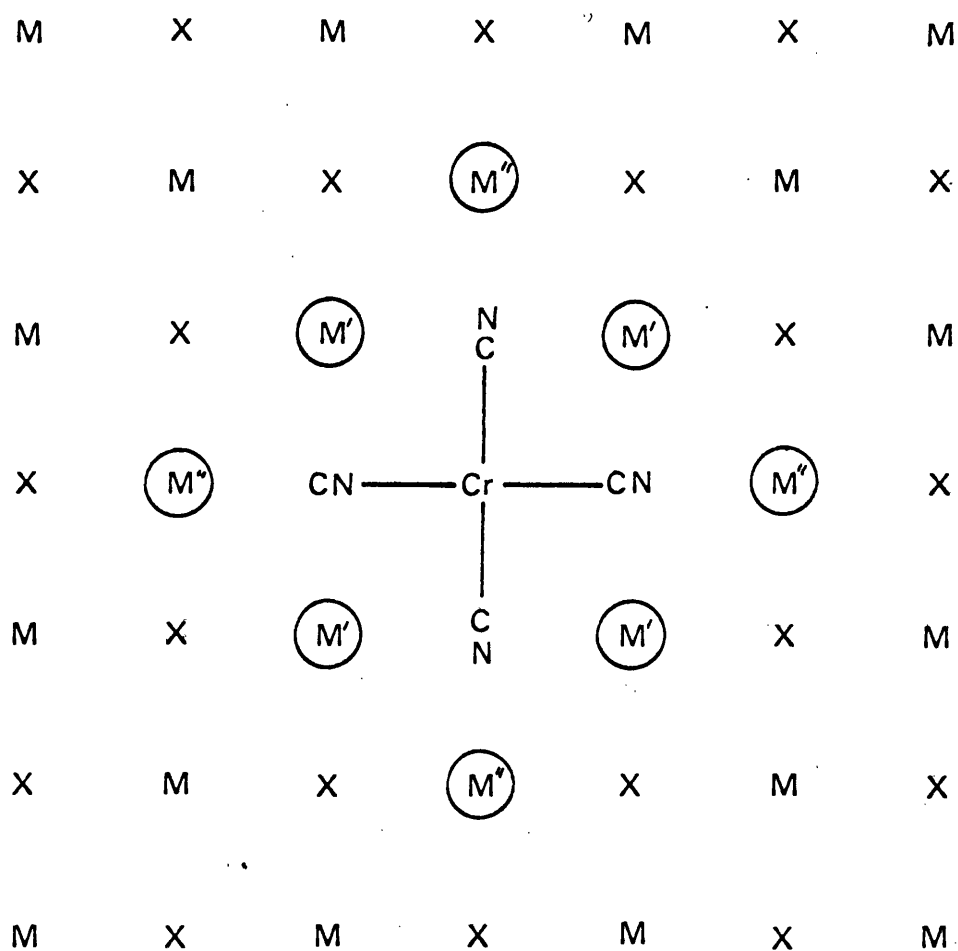 M X M X M X M
X M X M" X M X
M X M' N M' X M
C
X M" CN Cr CN M" X
M X M' C M' X M
N
X M X M" X M X
M X M X M X M